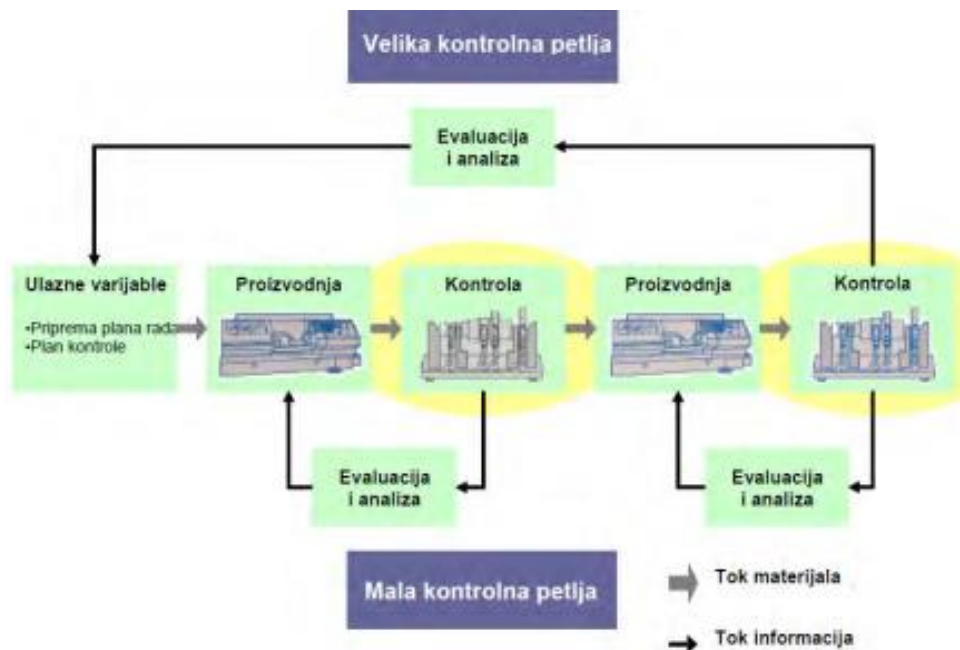 Velika kontrolna petlja
Evaluacija
i analiza
Ulazne varijable
•Priprema plana rada
•Plan kontrole
Proizvodnja
Kontrola
Proizvodnja
Kontrola
Evaluacija
i analiza
Evaluacija
i analiza
Mala kontrolna petlja
Tok materijala
Tok informacija